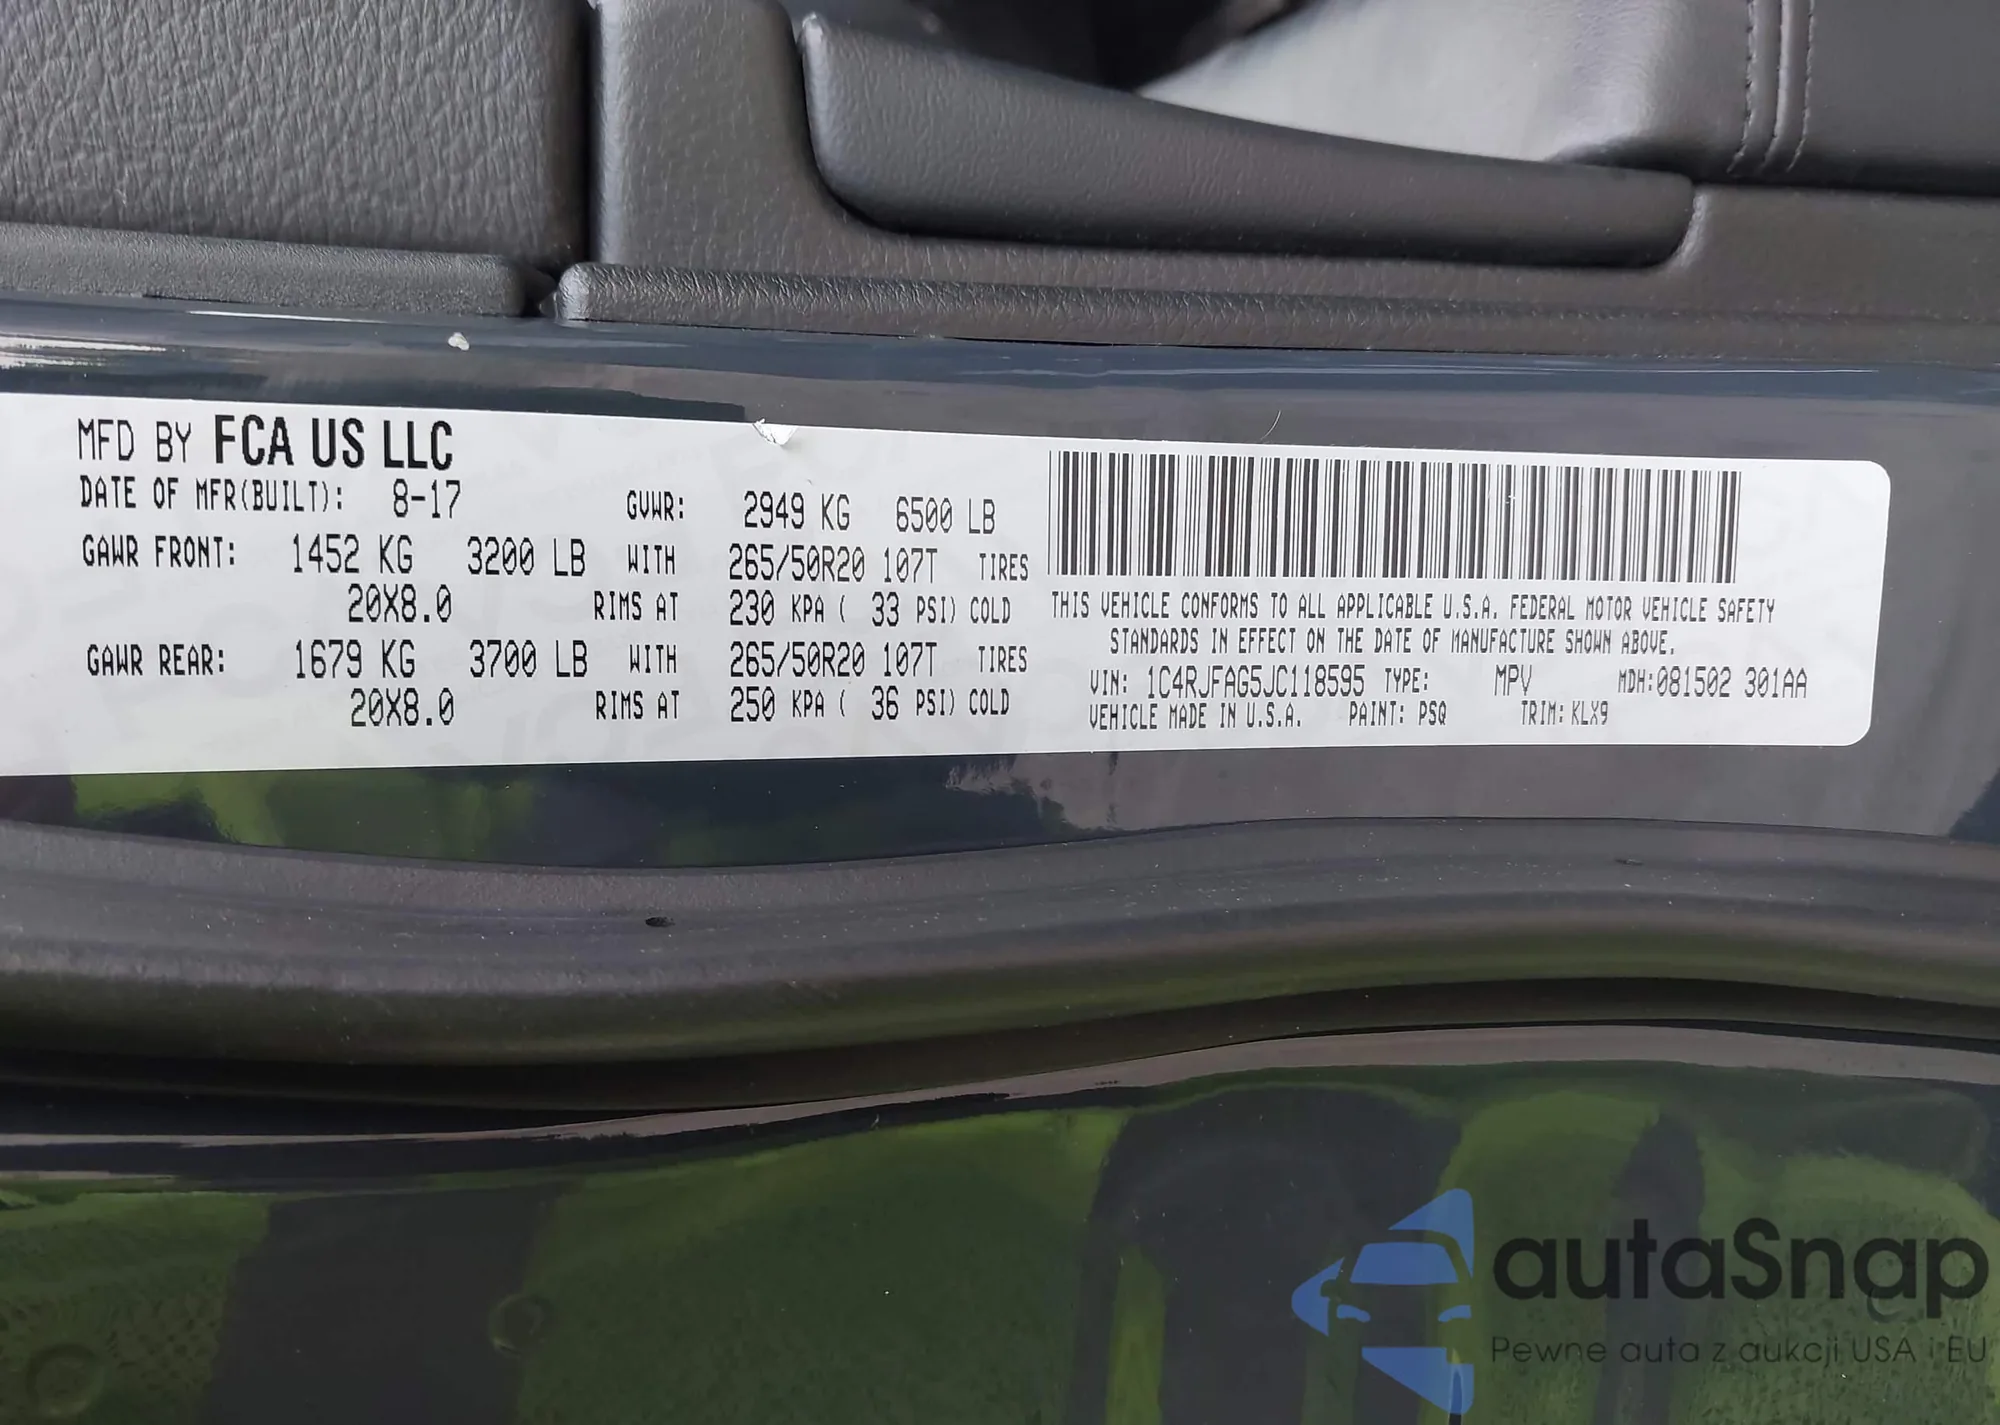 MFD BY FCA US LLC
DATE OF MFR(BUILT): 8-17 GVWR: 2949 KG 6500 LB
GAWR FRONT: 1452 KG 3200 LB WITH 265/50R20 107T TIRES
20X8.0 RIMS AT 230 KPA ( 33 PSI) COLD
GAWR REAR: 1679 KG 3700 LB WITH 265/50R20 107T TIRES
20X8.0 RIMS AT 250 KPA ( 36 PSI) COLD
THIS VEHICLE CONFORMS TO ALL APPLICABLE U.S.A. FEDERAL MOTOR VEHICLE SAFETY
STANDARDS IN EFFECT ON THE DATE OF MANUFACTURE SHOWN ABOVE.
VIN: 1C4RJFAG5JC118595 TYPE: MPV MDH:081502 301AA
VEHICLE MADE IN U.S.A. PAINT: PSQ TRIM: KLX9
autaSnap
Pewne auta z aukcji USA i EU